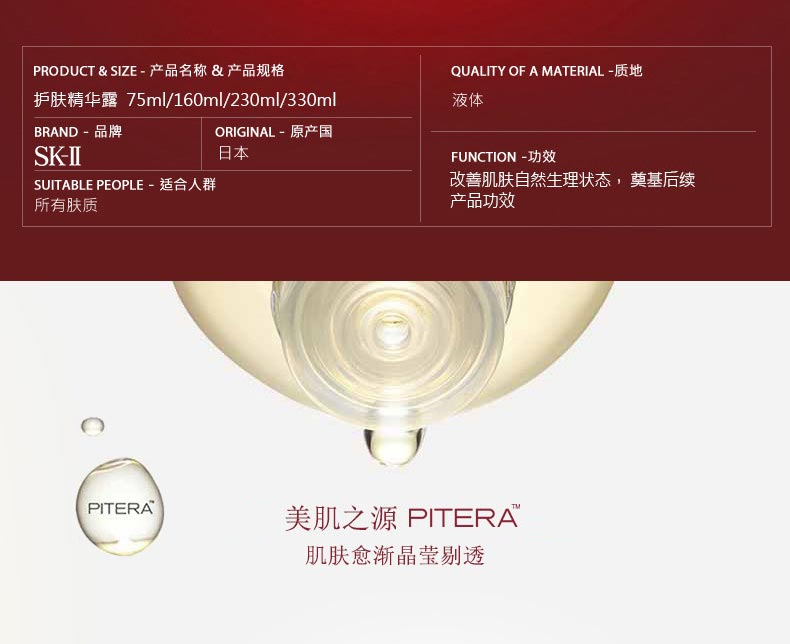 PRODUCT & SIZE - 产品名称 & 产品规格
护肤精华露 75ml/160ml/230ml/330ml
BRAND - 品牌
SK-II
ORIGINAL - 原产国
日本
SUITABLE PEOPLE - 适合人群
所有肤质
QUALITY OF A MATERIAL -质地
液体
FUNCTION -功效
改善肌肤自然生理状态， 奠基后续
产品功效
PITERA™
美肌之源 PITERA™
肌肤愈渐晶莹剔透